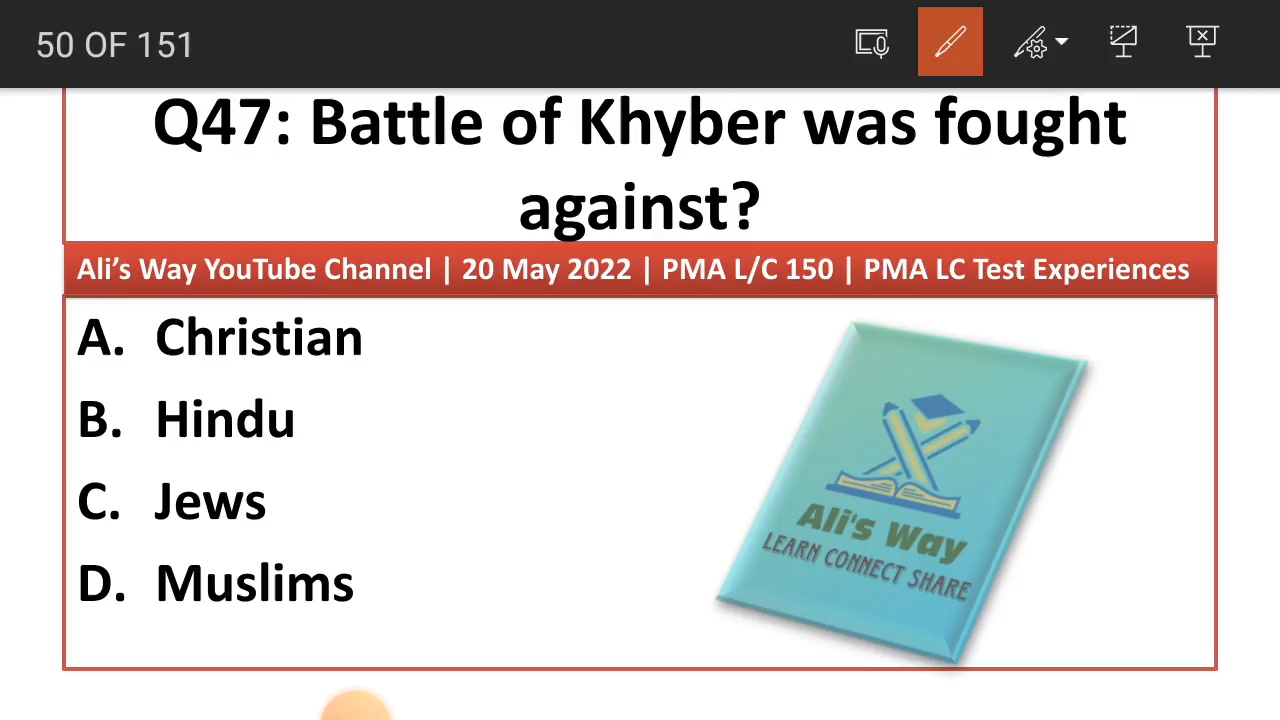 50 OF 151
Q47: Battle of Khyber was fought
against?
Ali’s Way YouTube Channel | 20 May 2022 | PMA L/C 150 | PMA LC Test Experiences
A. Christian
B. Hindu
C. Jews
D. Muslims
Ali's Way
LEARN CONNECT SHARE